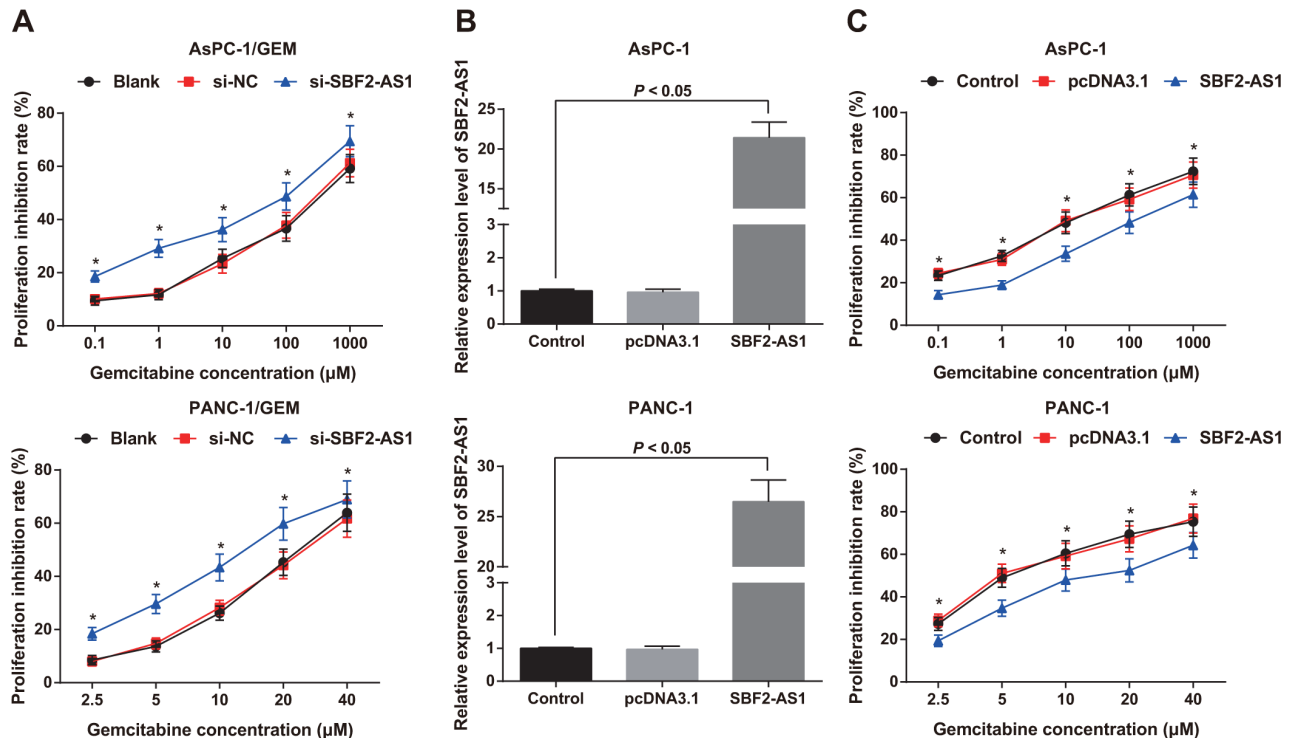 A
AsPC-1/GEM
Blank si-NC si-SBF2-AS1
Proliferation inhibition rate (%)
80
60
40
20
0
* * * * *
0.1 1 10 100 1000
Gemcitabine concentration (µM)
PANC-1/GEM
Blank si-NC si-SBF2-AS1
Proliferation inhibition rate (%)
80
60
40
20
0
* * * * *
2.5 5 10 20 40
Gemcitabine concentration (µM)
B
AsPC-1
Relative expression level of SBF2-AS1
P < 0.05
25
20
15
3
2
1
0
Control pcDNA3.1 SBF2-AS1
PANC-1
Relative expression level of SBF2-AS1
P < 0.05
30
25
20
3
2
1
0
Control pcDNA3.1 SBF2-AS1
C
AsPC-1
Control pcDNA3.1 SBF2-AS1
Proliferation inhibition rate (%)
100
80
60
40
20
0
* * * * *
0.1 1 10 100 1000
Gemcitabine concentration (µM)
PANC-1
Control pcDNA3.1 SBF2-AS1
Proliferation inhibition rate (%)
100
80
60
40
20
0
* * * * *
2.5 5 10 20 40
Gemcitabine concentration (µM)